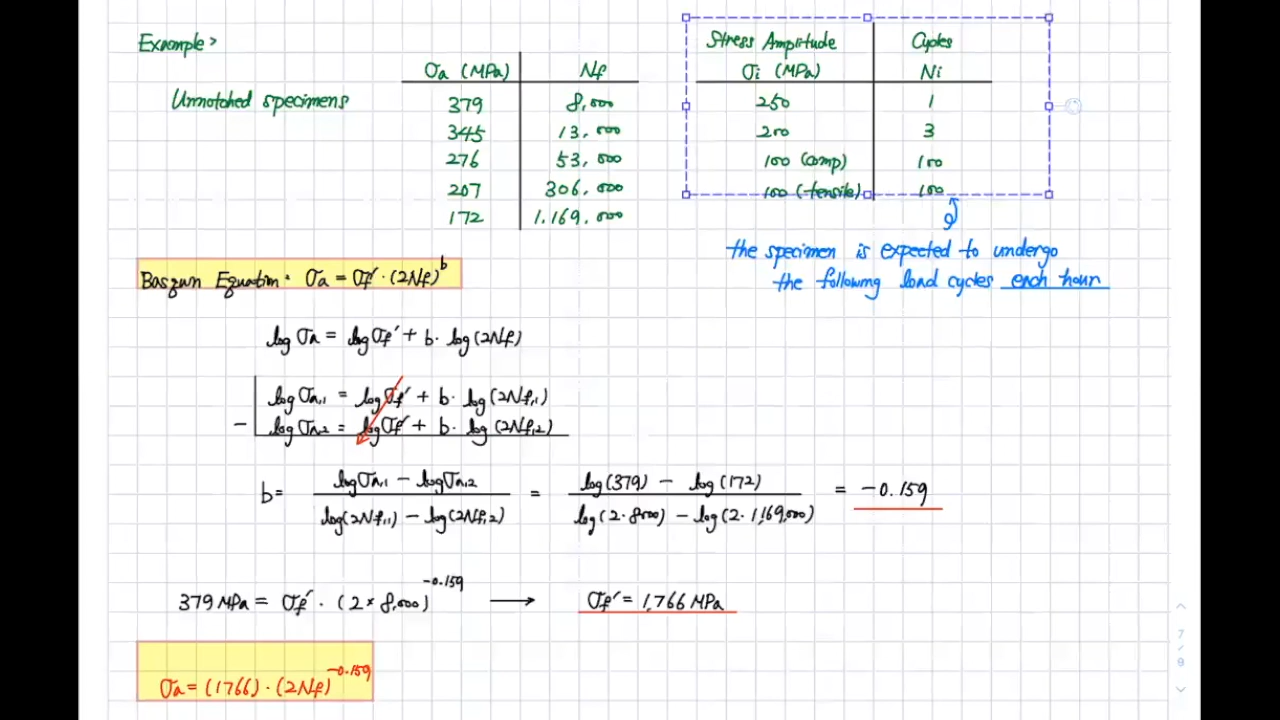 Example>
Unnotched specimens
σa (MPa) Nf
379 8,000
345 13,000
276 53,000
207 306,000
172 1.169.000
Stress Amplitude Cycles
σi (MPa) Ni
250 1
200 3
100 (comp) 100
100 (tensile) 100
the specimen is expected to undergo
the following load cycles each hour
Basqun Equation: σa = σf' · (2Nf)^b
log σa = log σf' + b · log (2Nf)
log σa,1 = log σf' + b · log (2Nf,1)
- log σa,2 = log σf' + b · log (2Nf,2)
b = (log σa,1 - log σa,2) / (log(2Nf,1) - log(2Nf,2)) = (log(379) - log(172)) / (log(2·8000) - log(2·1,169,000)) = -0.159
379 MPa = σf' · (2 × 8,000)^-0.159 → σf' = 1,766 MPa
σa = (1766) · (2Nf)^-0.159
7
/
9